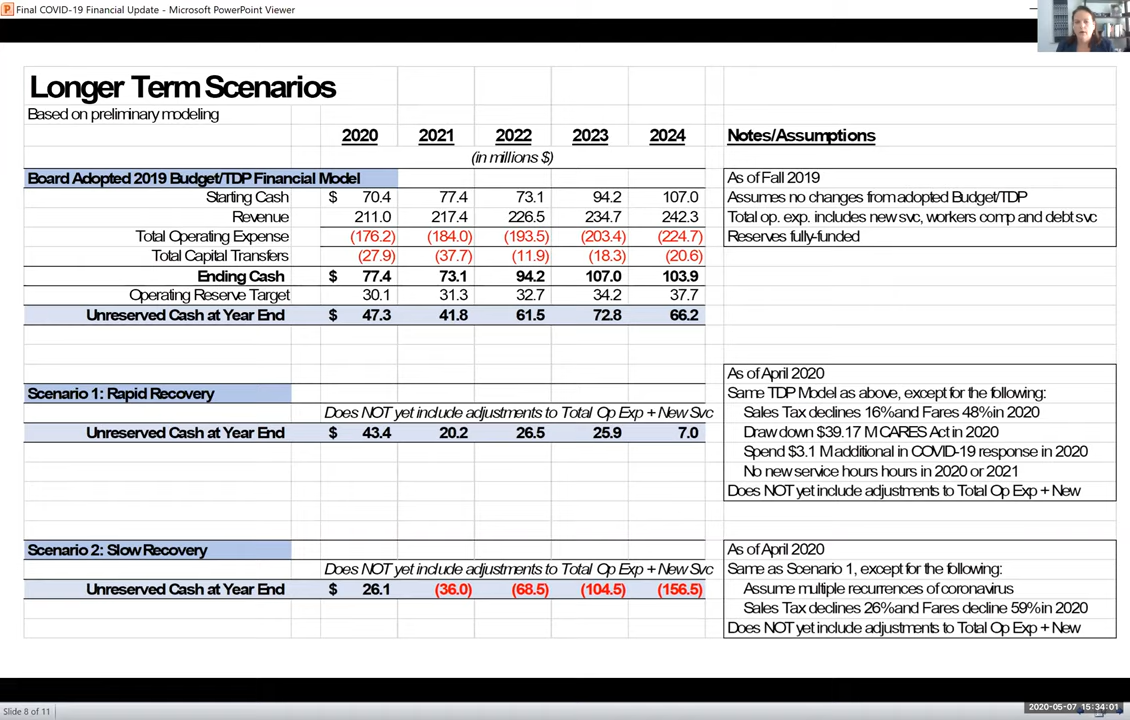 Final COVID-19 Financial Update - Microsoft PowerPoint Viewer
Longer Term Scenarios
Based on preliminary modeling
2020 2021 2022 2023 2024 Notes/Assumptions
(in millions $)
Board Adopted 2019 Budget/TDP Financial Model As of Fall 2019
Starting Cash $ 70.4 77.4 73.1 94.2 107.0 Assumes no changes from adopted Budget/TDP
Revenue 211.0 217.4 226.5 234.7 242.3 Total op. exp. includes new svc, workers comp and debt svc
Total Operating Expense (176.2) (184.0) (193.5) (203.4) (224.7) Reserves fully-funded
Total Capital Transfers (27.9) (37.7) (11.9) (18.3) (20.6)
Ending Cash $ 77.4 73.1 94.2 107.0 103.9
Operating Reserve Target 30.1 31.3 32.7 34.2 37.7
Unreserved Cash at Year End $ 47.3 41.8 61.5 72.8 66.2
As of April 2020
Scenario 1: Rapid Recovery Same TDP Model as above, except for the following:
Does NOT yet include adjustments to Total Op Exp + New Svc Sales Tax declines 16% and Fares 48% in 2020
Unreserved Cash at Year End $ 43.4 20.2 26.5 25.9 7.0 Draw down $39.17 M CARES Act in 2020
Spend $3.1 M additional in COVID-19 response in 2020
No new service hours hours in 2020 or 2021
Does NOT yet include adjustments to Total Op Exp + New
Scenario 2: Slow Recovery As of April 2020
Does NOT yet include adjustments to Total Op Exp + New Svc Same as Scenario 1, except for the following:
Unreserved Cash at Year End $ 26.1 (36.0) (68.5) (104.5) (156.5) Assume multiple recurrences of coronavirus
Sales Tax declines 26% and Fares decline 59% in 2020
Does NOT yet include adjustments to Total Op Exp + New
Slide 8 of 11
2020-05-07 15:34:01